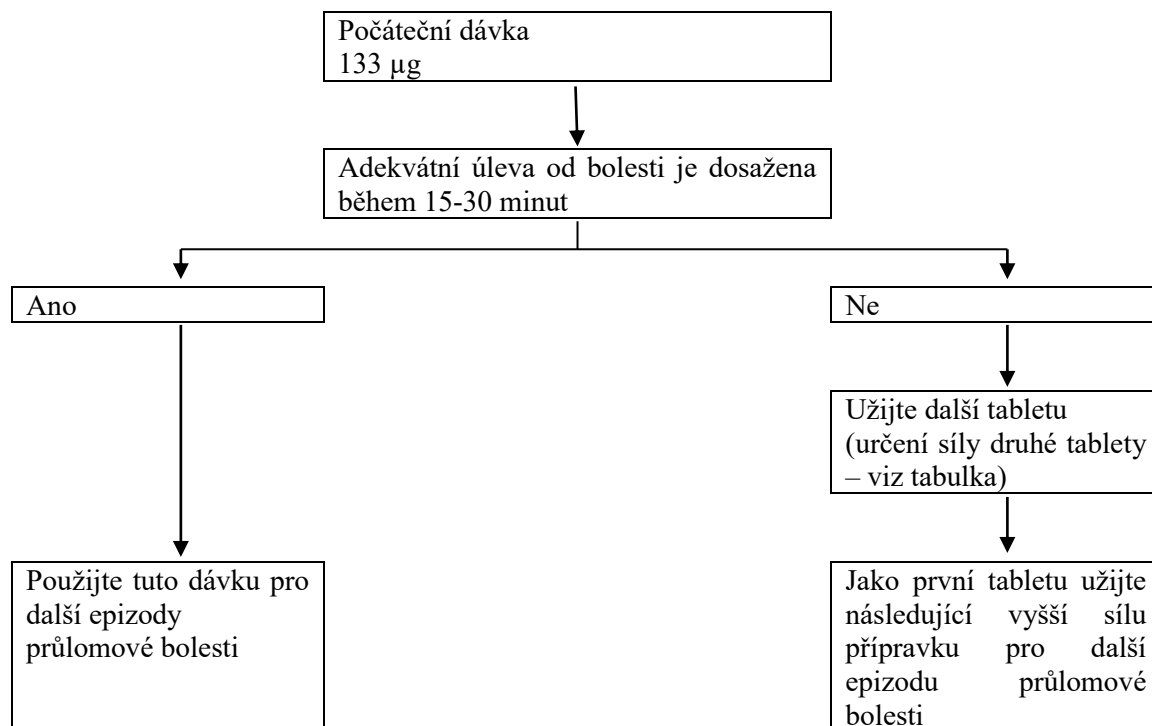 Počáteční dávka
133 µg
Adekvátní úleva od bolesti je dosažena
během 15-30 minut
Ano
Ne
Užijte další tabletu
(určení síly druhé tablety
– viz tabulka)
Použijte tuto dávku pro
další epizody
průlomové bolesti
Jako první tabletu užijte
následující vyšší sílu
přípravku pro další
epizodu průlomové
bolesti